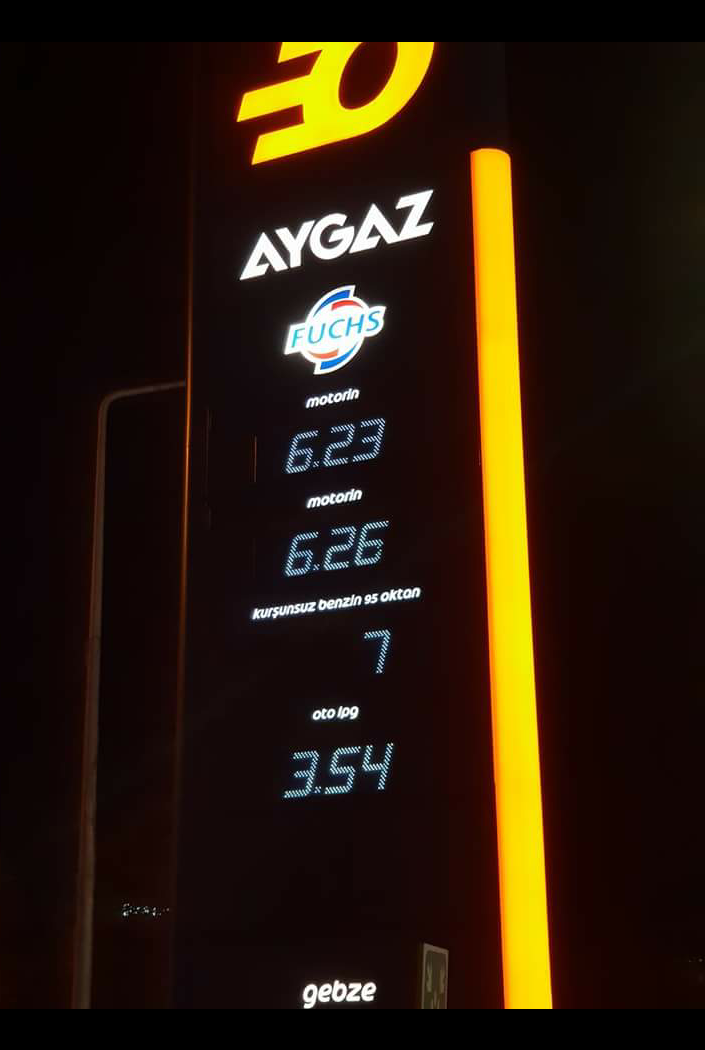 AYGAZ
FUCHS
motorin
6.23
motorin
6.26
kurşunsuz benzin 95 oktan
7
oto lpg
3.54
gebze